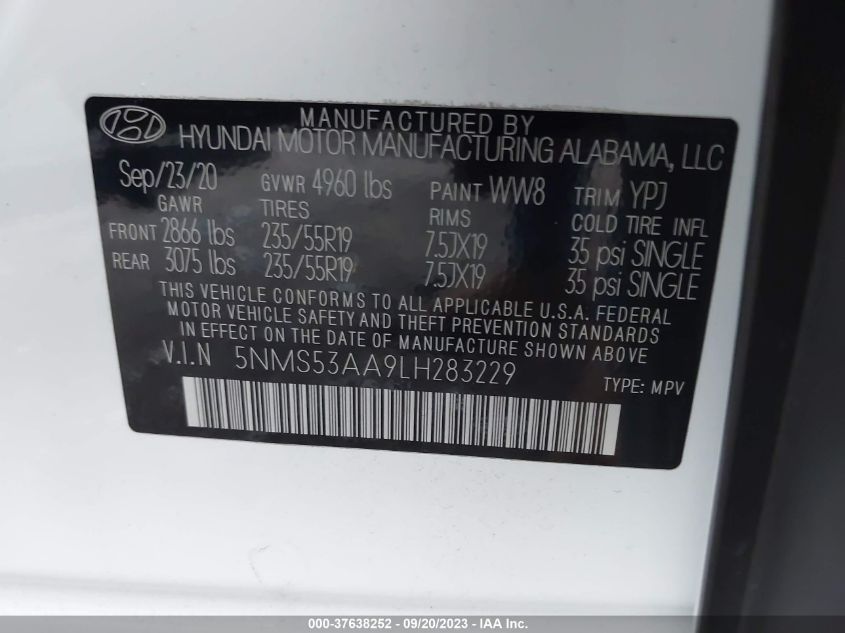 MANUFACTURED BY
HYUNDAI MOTOR MANUFACTURING ALABAMA, LLC
Sep/23/20 GVWR 4960 lbs PAINT WW8 TRIM YPJ
GAWR TIRES RIMS COLD TIRE INFL
FRONT 2866 lbs 235/55R19 7.5JX19 35 psi SINGLE
REAR 3075 lbs 235/55R19 7.5JX19 35 psi SINGLE
THIS VEHICLE CONFORMS TO ALL APPLICABLE U.S.A. FEDERAL
MOTOR VEHICLE SAFETY AND THEFT PREVENTION STANDARDS
IN EFFECT ON THE DATE OF MANUFACTURE SHOWN ABOVE
V.I.N 5NMS53AA9LH283229
TYPE: MPV
000-37638252 - 09/20/2023 - IAA Inc.